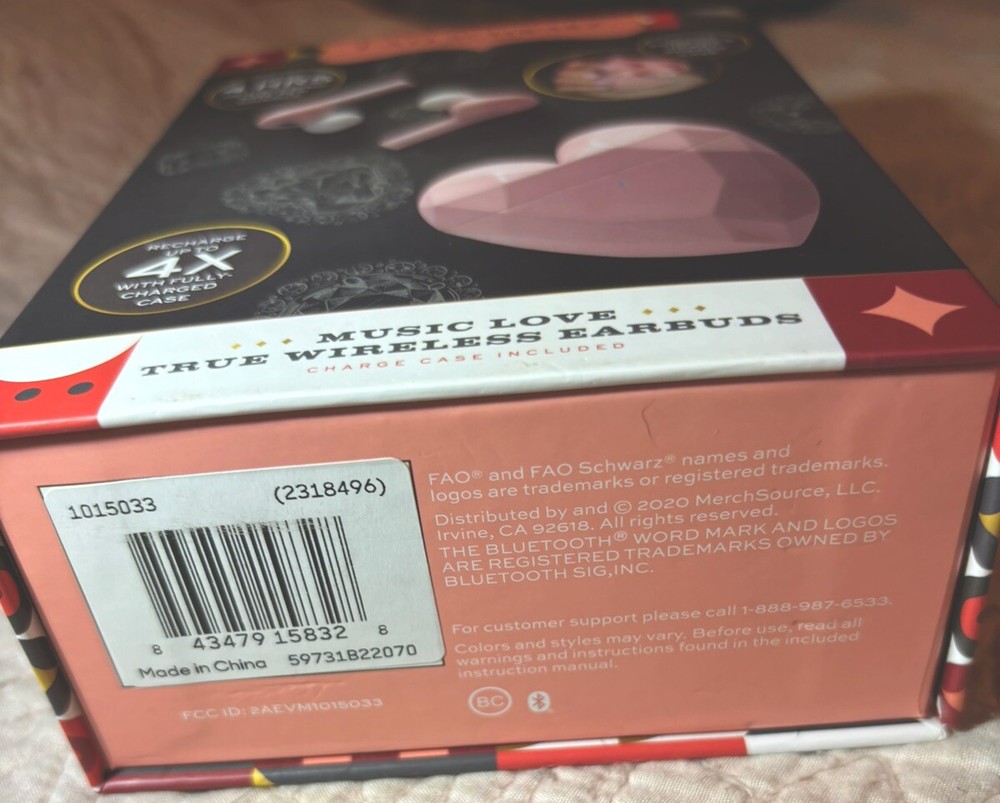 RECHARGE
UP TO
4X
WITH FULLY
CHARGED
CASE
MUSIC LOVE
TRUE WIRELESS EARBUDS
CHARGE CASE INCLUDED
1015033 (2318496)
8 43479 15832 8
Made in China 59731B22070
FCC ID: 2AEVM1015033
FAO® and FAO Schwarz® names and
logos are trademarks or registered trademarks.
Distributed by and © 2020 MerchSource, LLC.
Irvine, CA 92618. All rights reserved.
THE BLUETOOTH® WORD MARK AND LOGOS
ARE REGISTERED TRADEMARKS OWNED BY
BLUETOOTH SIG,INC.
For customer support please call 1-888-987-6533.
Colors and styles may vary. Before use, read all
warnings and instructions found in the included
instruction manual.
BC